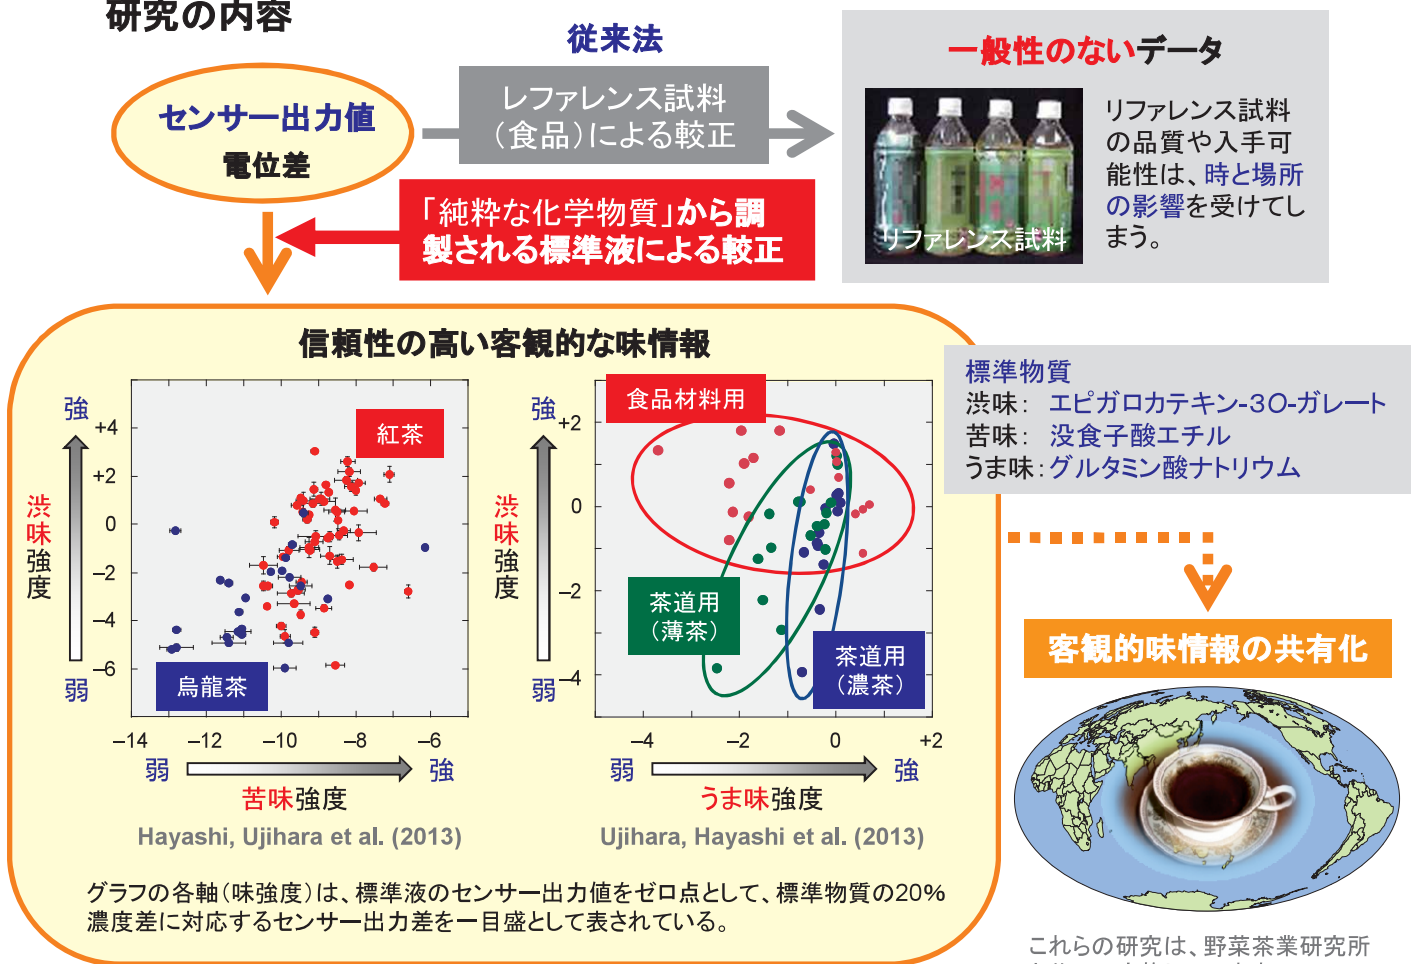 研究の内容
従来法
センサー出力値
電位差
レファレンス試料
（食品）による較正
一般性のないデータ
リファレンス試料
リファレンス試料
の品質や入手可
能性は、時と場所
の影響を受けてし
まう。
「純粋な化学物質」から調
製される標準液による較正
信頼性の高い客観的な味情報
強
渋味強度
弱
+4
+2
0
−2
−4
−6
紅茶
烏龍茶
−14
−12
−10
−8
−6
弱
強
苦味強度
Hayashi, Ujihara et al. (2013)
強
渋味強度
弱
+2
0
−2
−4
食品材料用
茶道用
（薄茶）
茶道用
（濃茶）
−4
−2
0
+2
弱
強
うま味強度
Ujihara, Hayashi et al. (2013)
グラフの各軸（味強度）は、標準液のセンサー出力値をゼロ点として、標準物質の20%
濃度差に対応するセンサー出力差を一目盛として表されている。
標準物質
渋味： エピガロカテキン-3O-ガレート
苦味： 没食子酸エチル
うま味：グルタミン酸ナトリウム
客観的味情報の共有化
これらの研究は、野菜茶業研究所